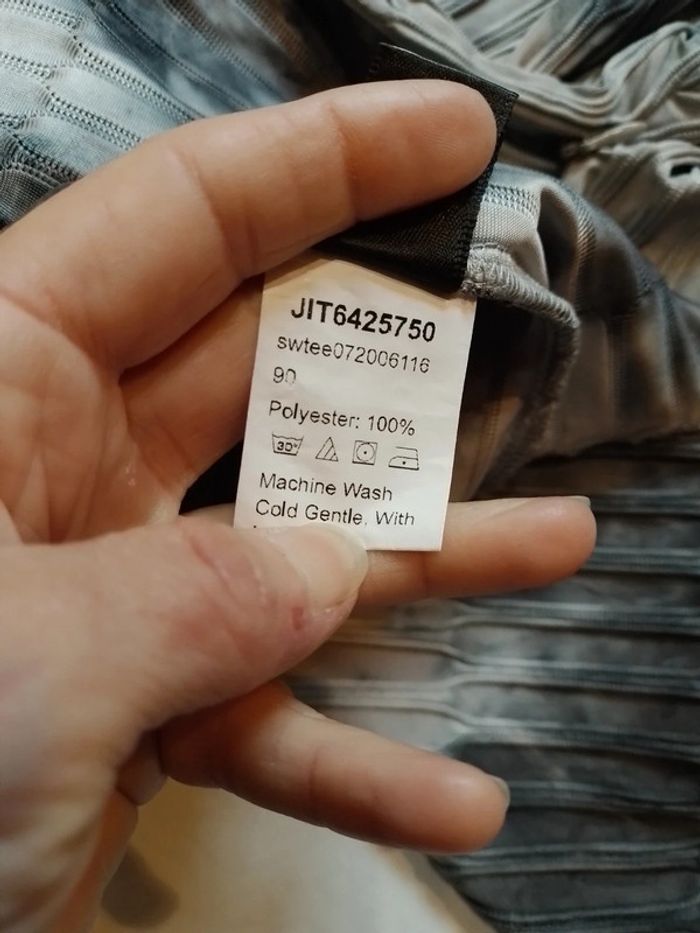 JIT6425750
swtee072006116
90
Polyester: 100%
30°
Machine Wash
Cold Gentle, With